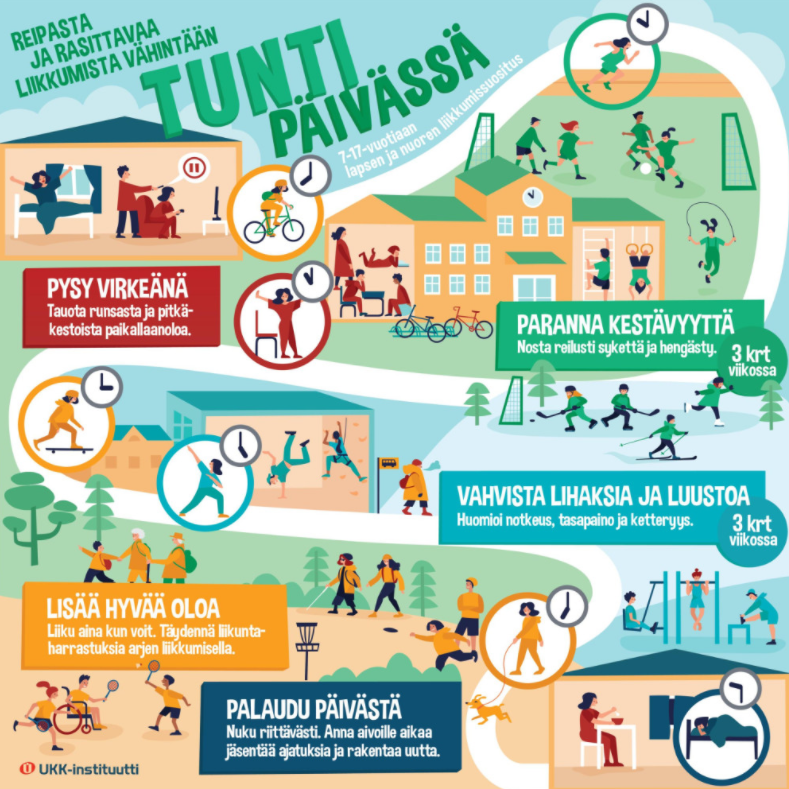 REIPASTA
JA RASITTAVAA
LIIKKUMISTA VÄHINTÄÄN
TUNTI
PÄIVÄSSÄ
7-17-vuotiaan
lapsen ja nuoren liikkumissuositus
PYSY VIRKEÄNÄ
Tauota runsasta ja pitkä-
kestoista paikallaanoloa.
PARANNA KESTÄVYYTTÄ
Nosta reilusti sykettä ja hengästy.
3 krt
viikossa
VAHVISTA LIHAKSIA JA LUUSTOA
Huomioi notkeus, tasapaino ja ketteryys.
3 krt
viikossa
LISÄÄ HYVÄÄ OLOA
Liiku aina kun voit. Täydennä liikunta-
harrastuksia arjen liikkumisella.
PALAUDU PÄIVÄSTÄ
Nuku riittävästi. Anna aivoille aikaa
jäsentää ajatuksia ja rakentaa uutta.
UKK-instituutti